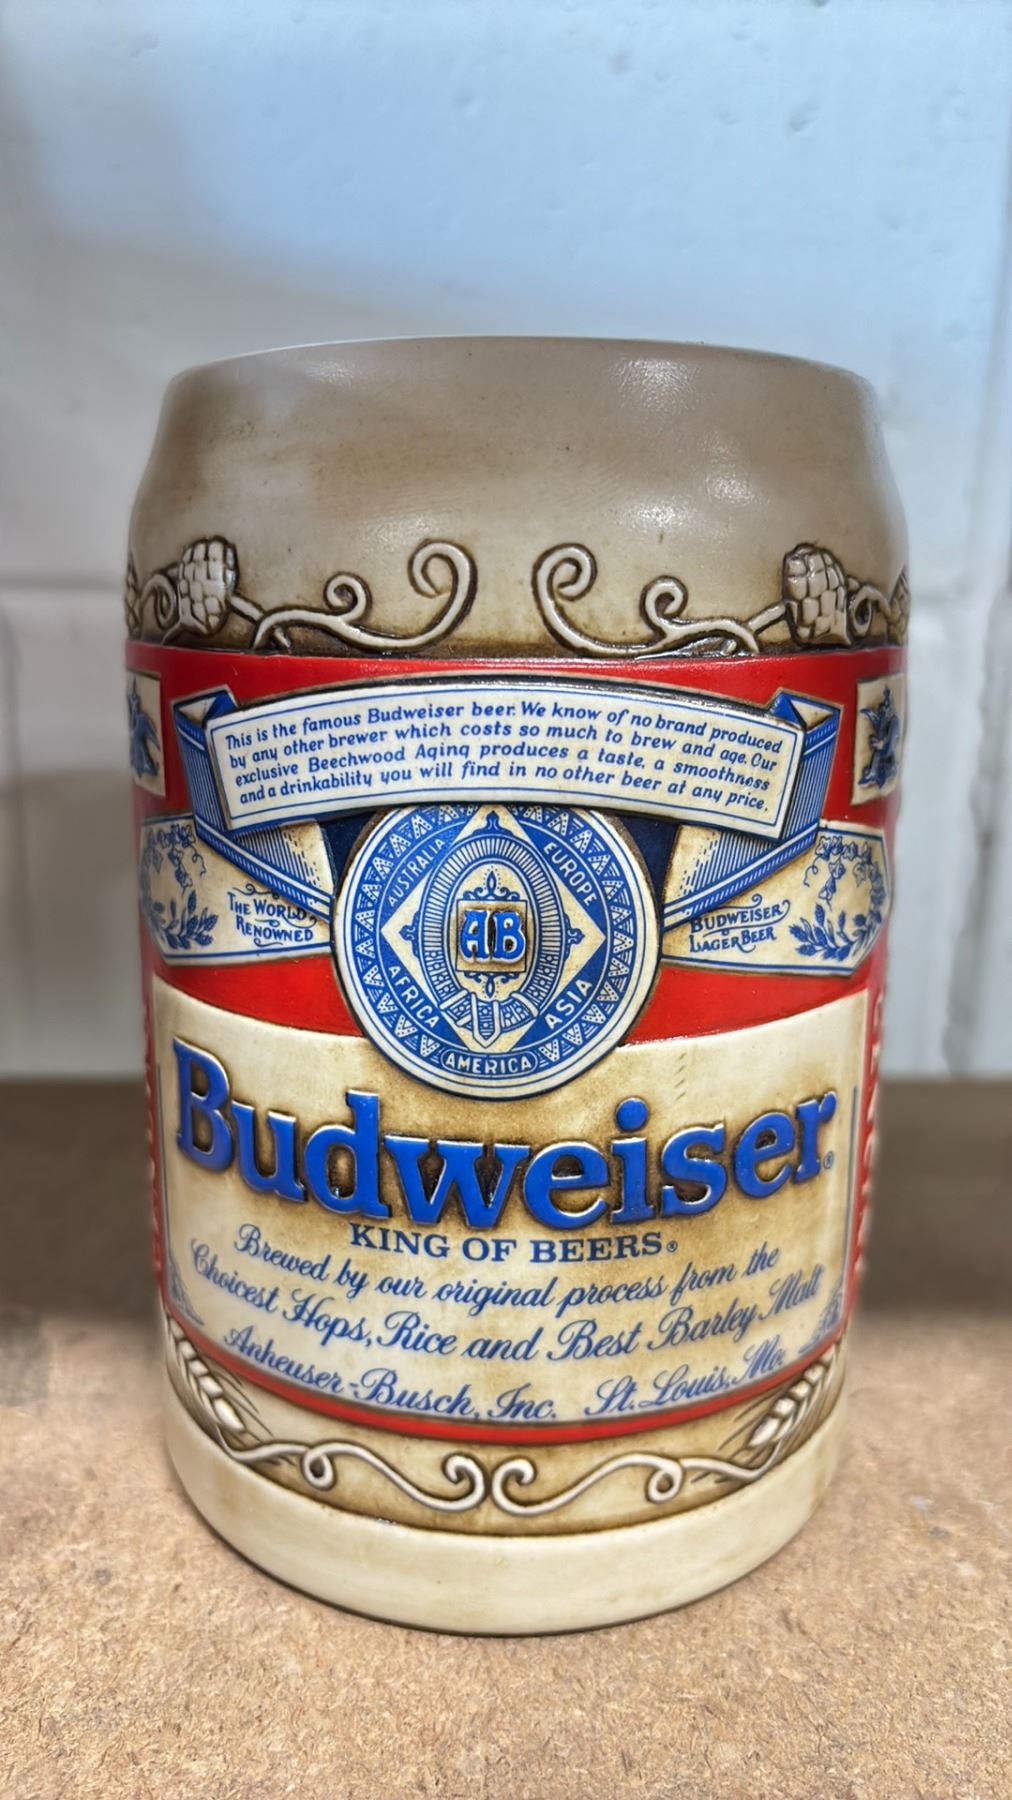 This is the famous Budweiser beer. We know of no brand produced
by any other brewer which costs so much to brew and age. Our
exclusive Beechwood Aging produces a taste, a smoothness
and a drinkability you will find in no other beer at any price.
THE WORLD
RENOWNED
BUDWEISER
LAGER BEER
AUSTRALIA
EUROPE
AB
AFRICA
ASIA
AMERICA
Budweiser®
KING OF BEERS®
Brewed by our original process from the
Choicest Hops, Rice and Best Barley Malt
Anheuser-Busch, Inc. St. Louis, Mo.